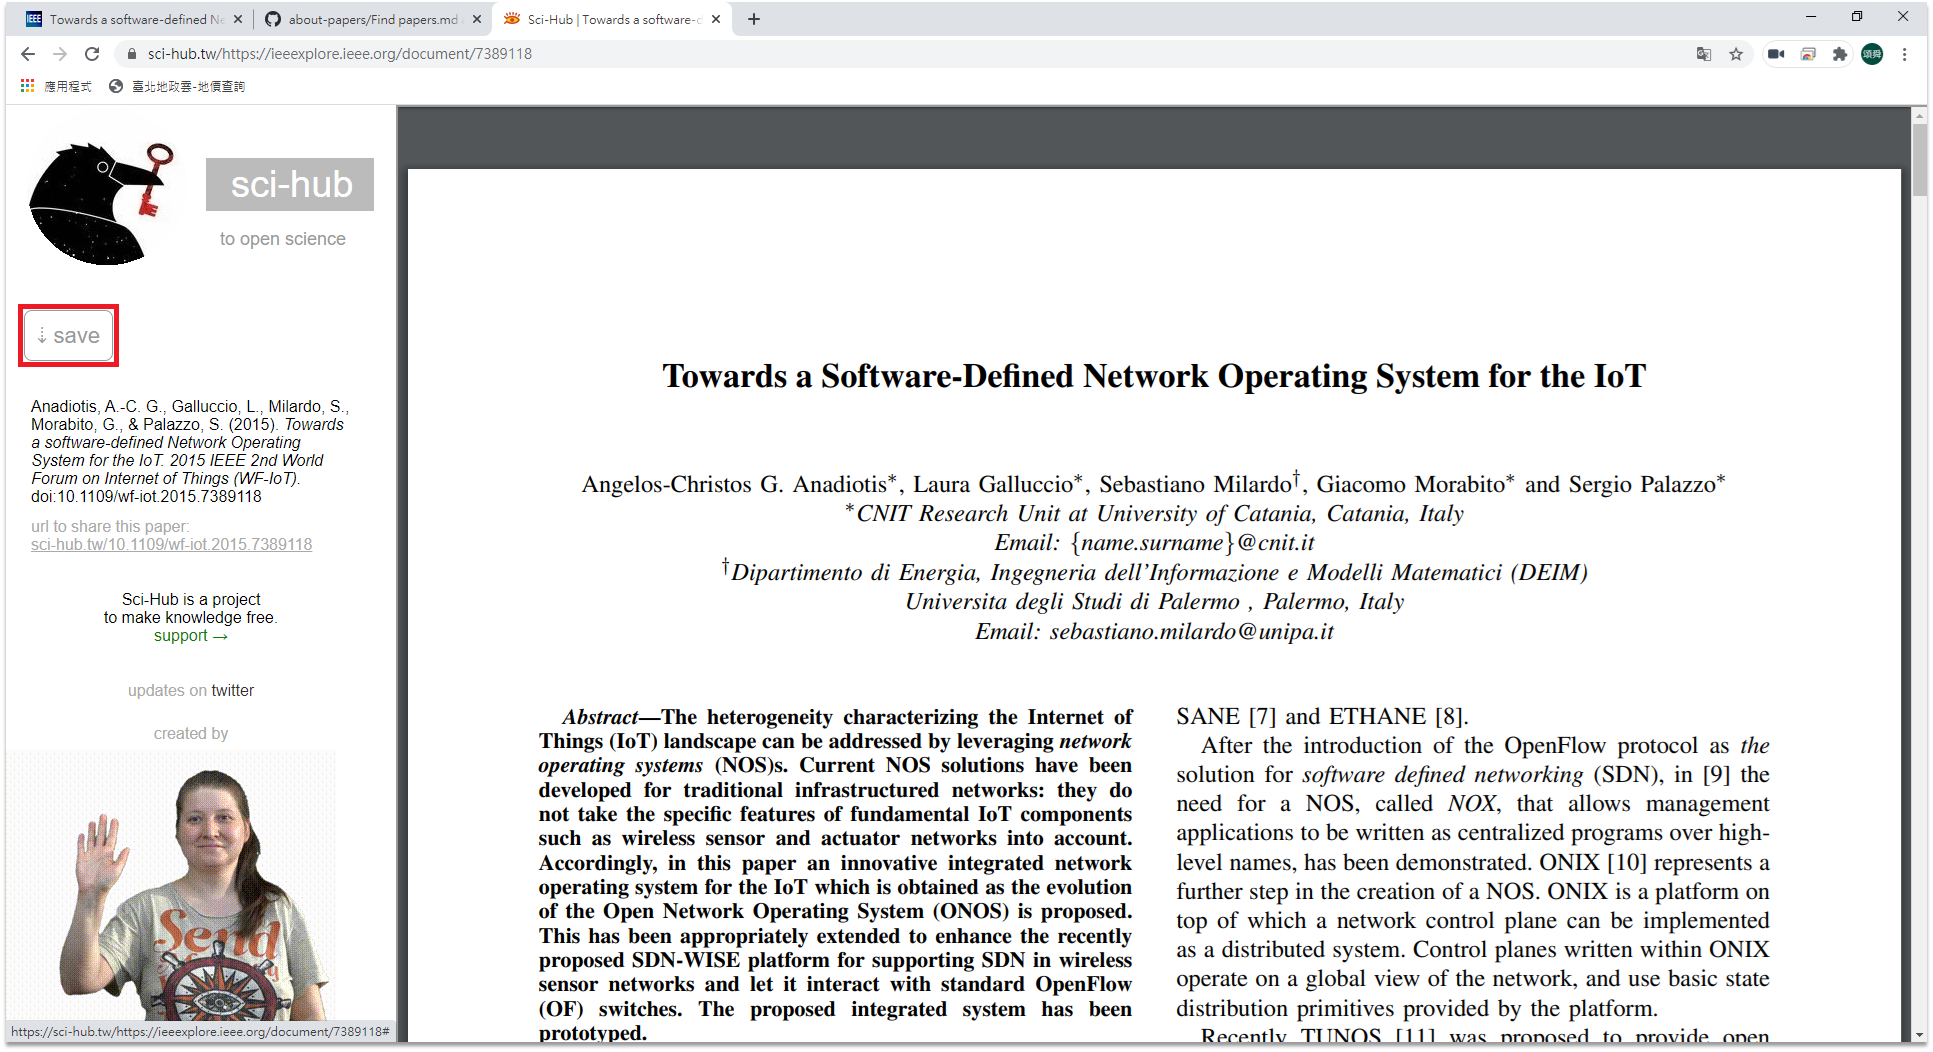 IEEE
Towards a software-defined Ne
about-papers/Find papers.md
Sci-Hub | Towards a software-d
sci-hub.tw/https://ieeexplore.ieee.org/document/7389118
頌舜
應用程式
臺北地政雲-地價查詢
sci-hub
to open science
⇣ save
Anadiotis, A.-C. G., Galluccio, L., Milardo, S.,
Morabito, G., & Palazzo, S. (2015). Towards
a software-defined Network Operating
System for the IoT. 2015 IEEE 2nd World
Forum on Internet of Things (WF-IoT).
doi:10.1109/wf-iot.2015.7389118
url to share this paper:
sci-hub.tw/10.1109/wf-iot.2015.7389118
Sci-Hub is a project
to make knowledge free.
support →
updates on twitter
created by
Send
https://sci-hub.tw/https://ieeexplore.ieee.org/document/7389118#
Towards a Software-Defined Network Operating System for the IoT
Angelos-Christos G. Anadiotis*, Laura Galluccio*, Sebastiano Milardo†, Giacomo Morabito* and Sergio Palazzo*
*CNIT Research Unit at University of Catania, Catania, Italy
Email: {name.surname}@cnit.it
†Dipartimento di Energia, Ingegneria dell'Informazione e Modelli Matematici (DEIM)
Universita degli Studi di Palermo , Palermo, Italy
Email: sebastiano.milardo@unipa.it
Abstract—The heterogeneity characterizing the Internet of
Things (IoT) landscape can be addressed by leveraging network
operating systems (NOS)s. Current NOS solutions have been
developed for traditional infrastructured networks: they do
not take the specific features of fundamental IoT components
such as wireless sensor and actuator networks into account.
Accordingly, in this paper an innovative integrated network
operating system for the IoT which is obtained as the evolution
of the Open Network Operating System (ONOS) is proposed.
This has been appropriately extended to enhance the recently
proposed SDN-WISE platform for supporting SDN in wireless
sensor networks and let it interact with standard OpenFlow
(OF) switches. The proposed integrated system has been
prototyped.
SANE [7] and ETHANE [8].
After the introduction of the OpenFlow protocol as the
solution for software defined networking (SDN), in [9] the
need for a NOS, called NOX, that allows management
applications to be written as centralized programs over high-
level names, has been demonstrated. ONIX [10] represents a
further step in the creation of a NOS. ONIX is a platform on
top of which a network control plane can be implemented
as a distributed system. Control planes written within ONIX
operate on a global view of the network, and use basic state
distribution primitives provided by the platform.
Recently TUNOS [11] was proposed to provide open